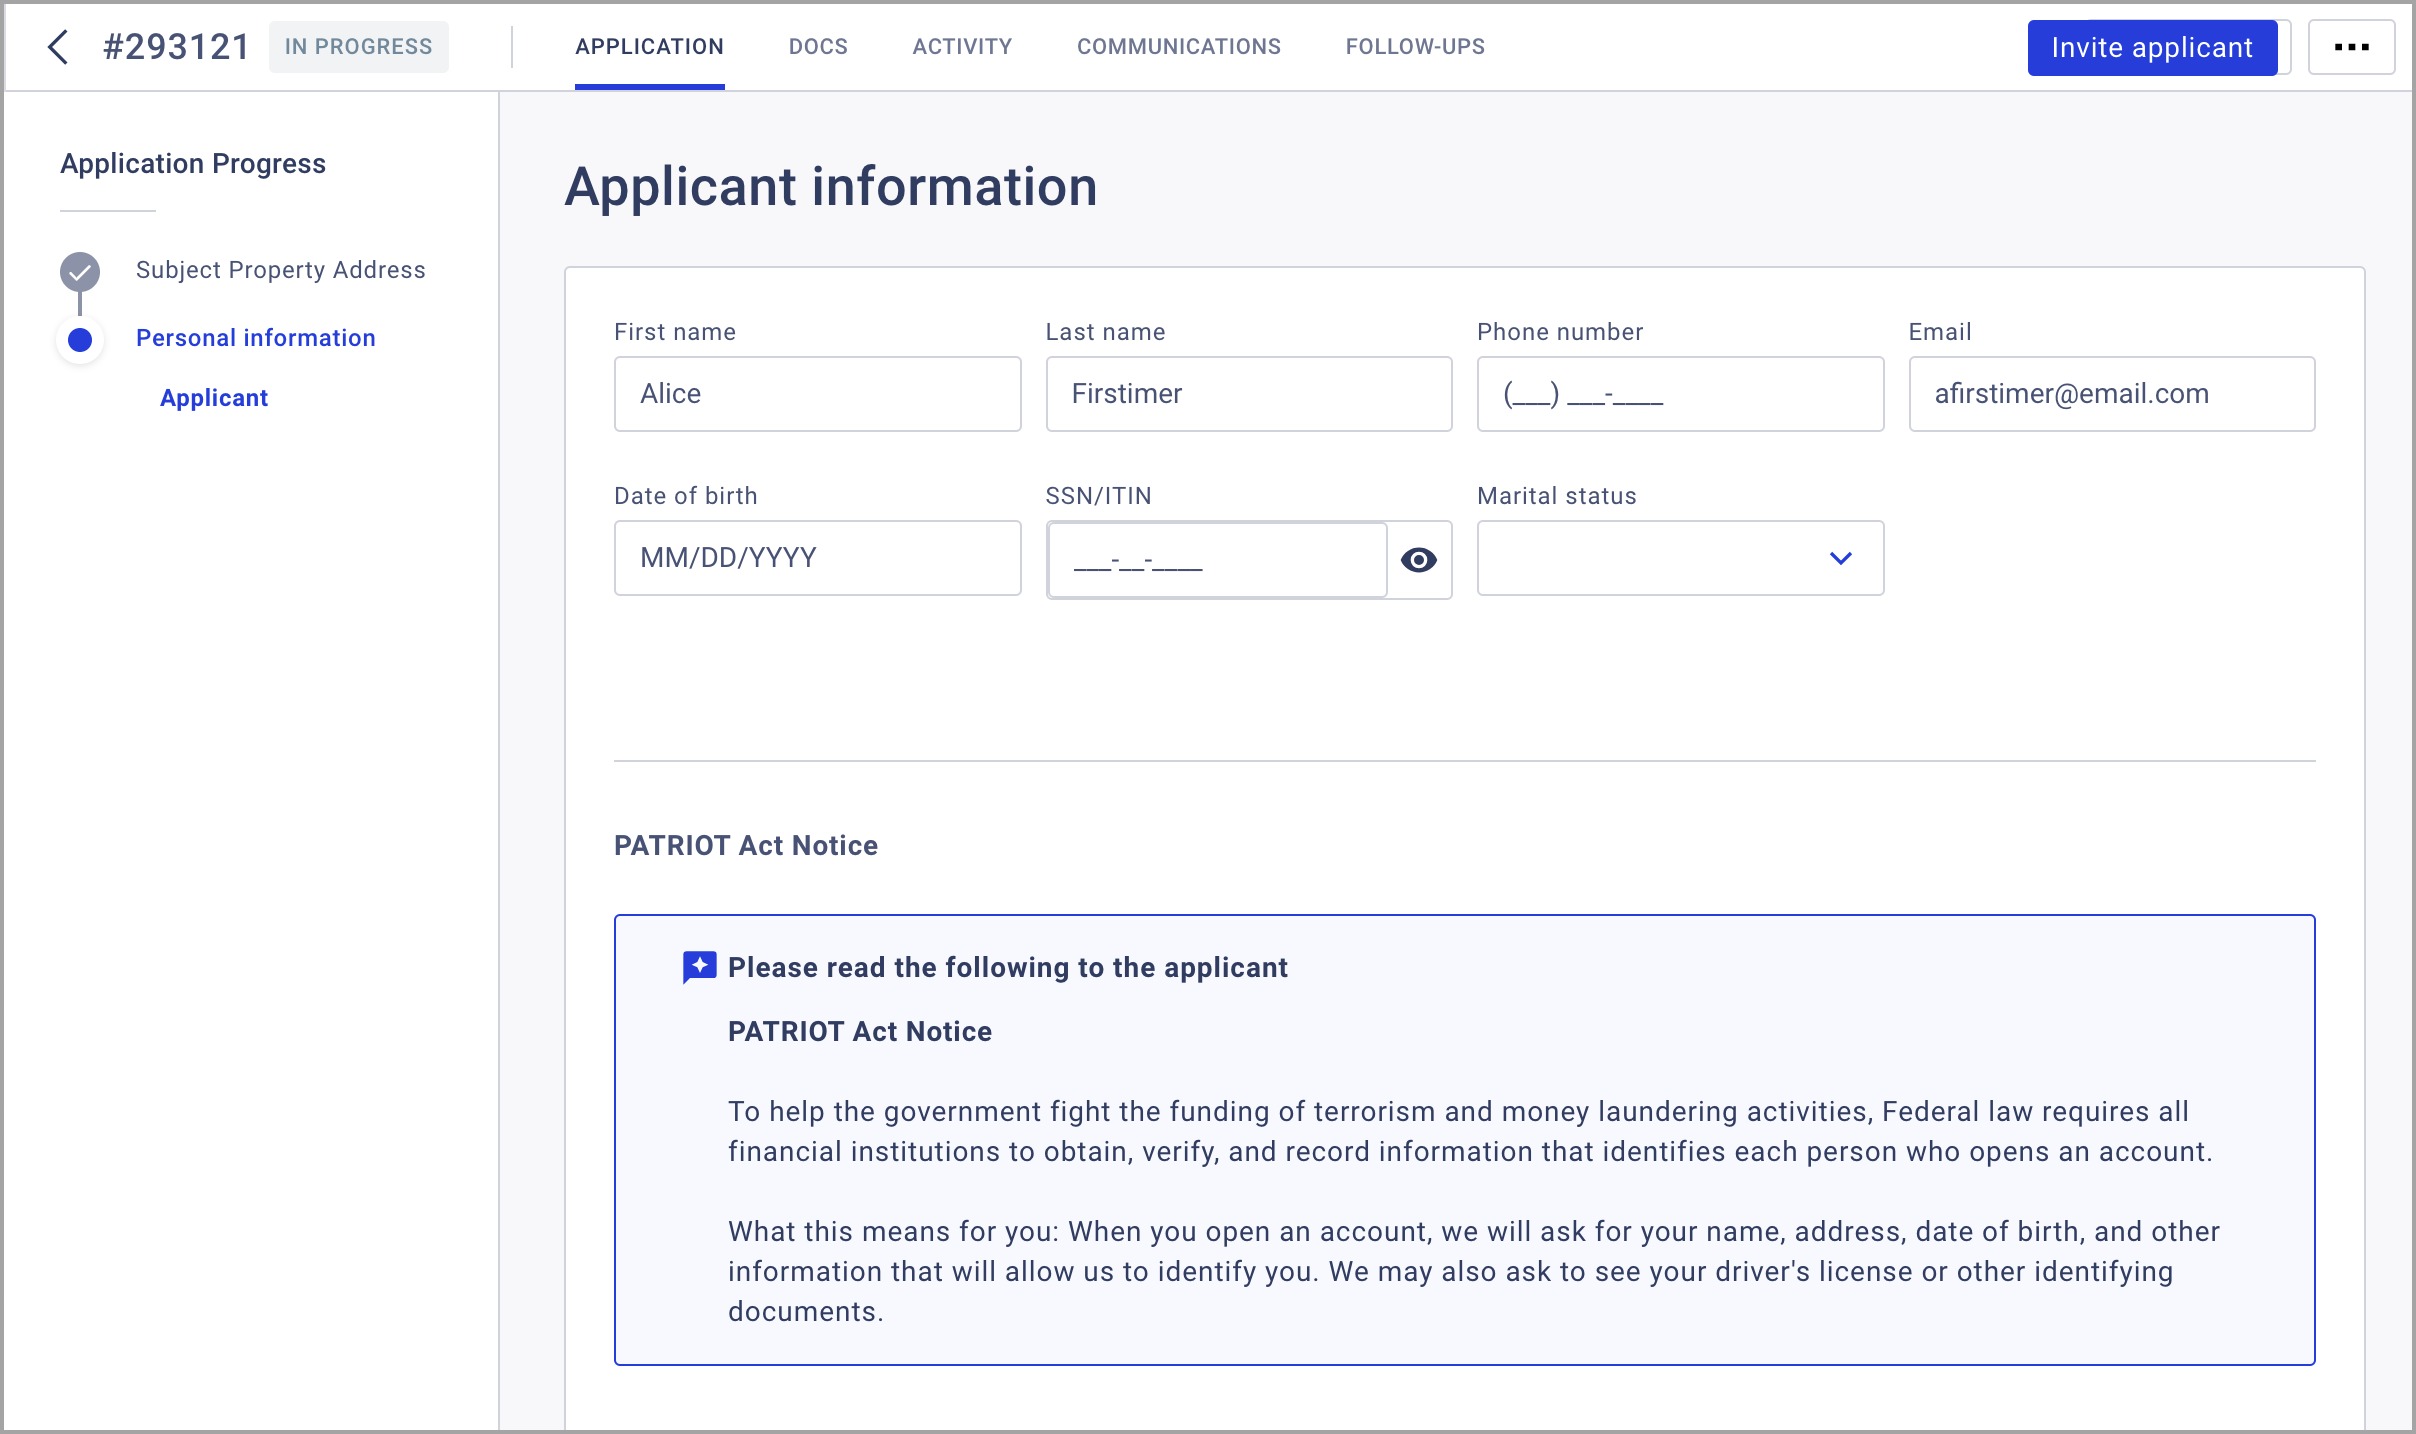 #293121 IN PROGRESS APPLICATION DOCS ACTIVITY COMMUNICATIONS FOLLOW-UPS Invite applicant
Application Progress
Subject Property Address
Personal information
Applicant
Applicant information
First name Last name Phone number Email
Alice Firstimer (___) ___-____ afirstimer@email.com
Date of birth SSN/ITIN Marital status
MM/DD/YYYY ___-__-____
PATRIOT Act Notice
Please read the following to the applicant
PATRIOT Act Notice
To help the government fight the funding of terrorism and money laundering activities, Federal law requires all
financial institutions to obtain, verify, and record information that identifies each person who opens an account.
What this means for you: When you open an account, we will ask for your name, address, date of birth, and other
information that will allow us to identify you. We may also ask to see your driver's license or other identifying
documents.